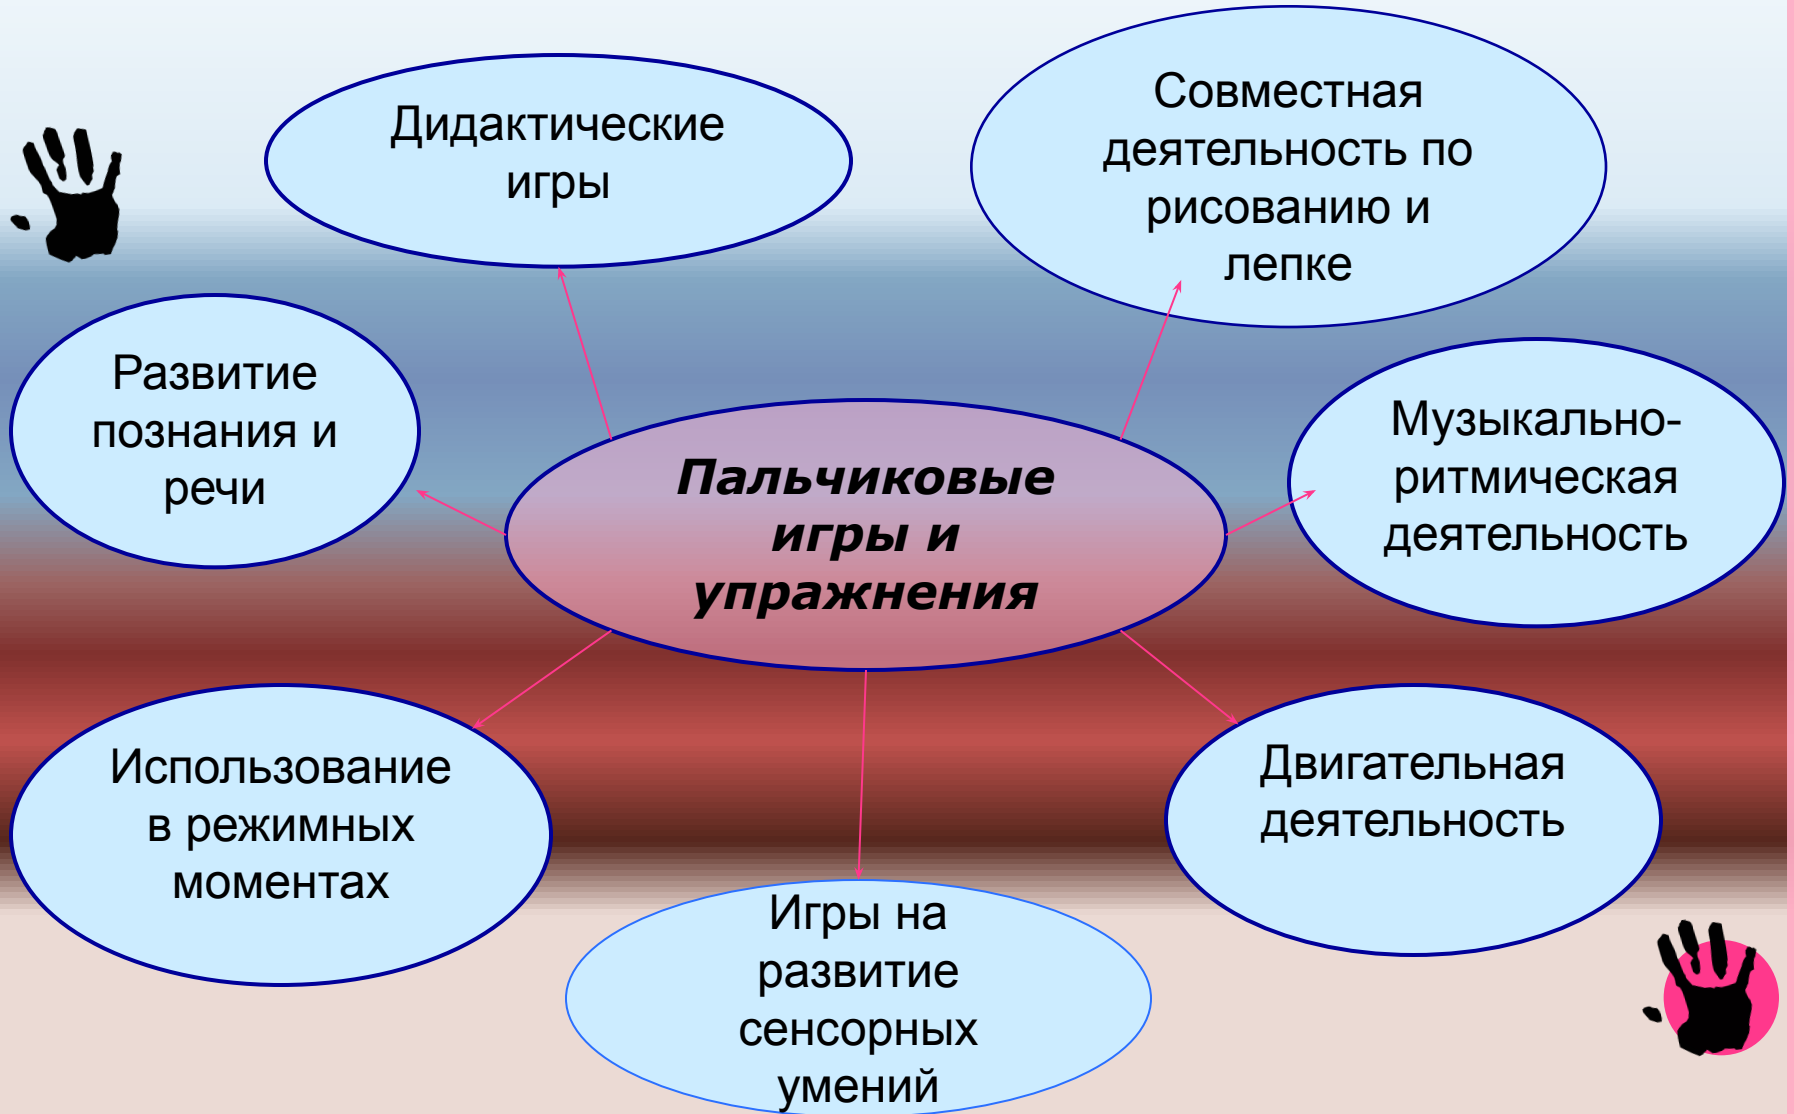 Дидактические
игры
Совместная
деятельность по
рисованию и
лепке
Развитие
познания и
речи
Музыкально-
ритмическая
деятельность
Пальчиковые
игры и
упражнения
Использование
в режимных
моментах
Двигательная
деятельность
Игры на
развитие
сенсорных
умений